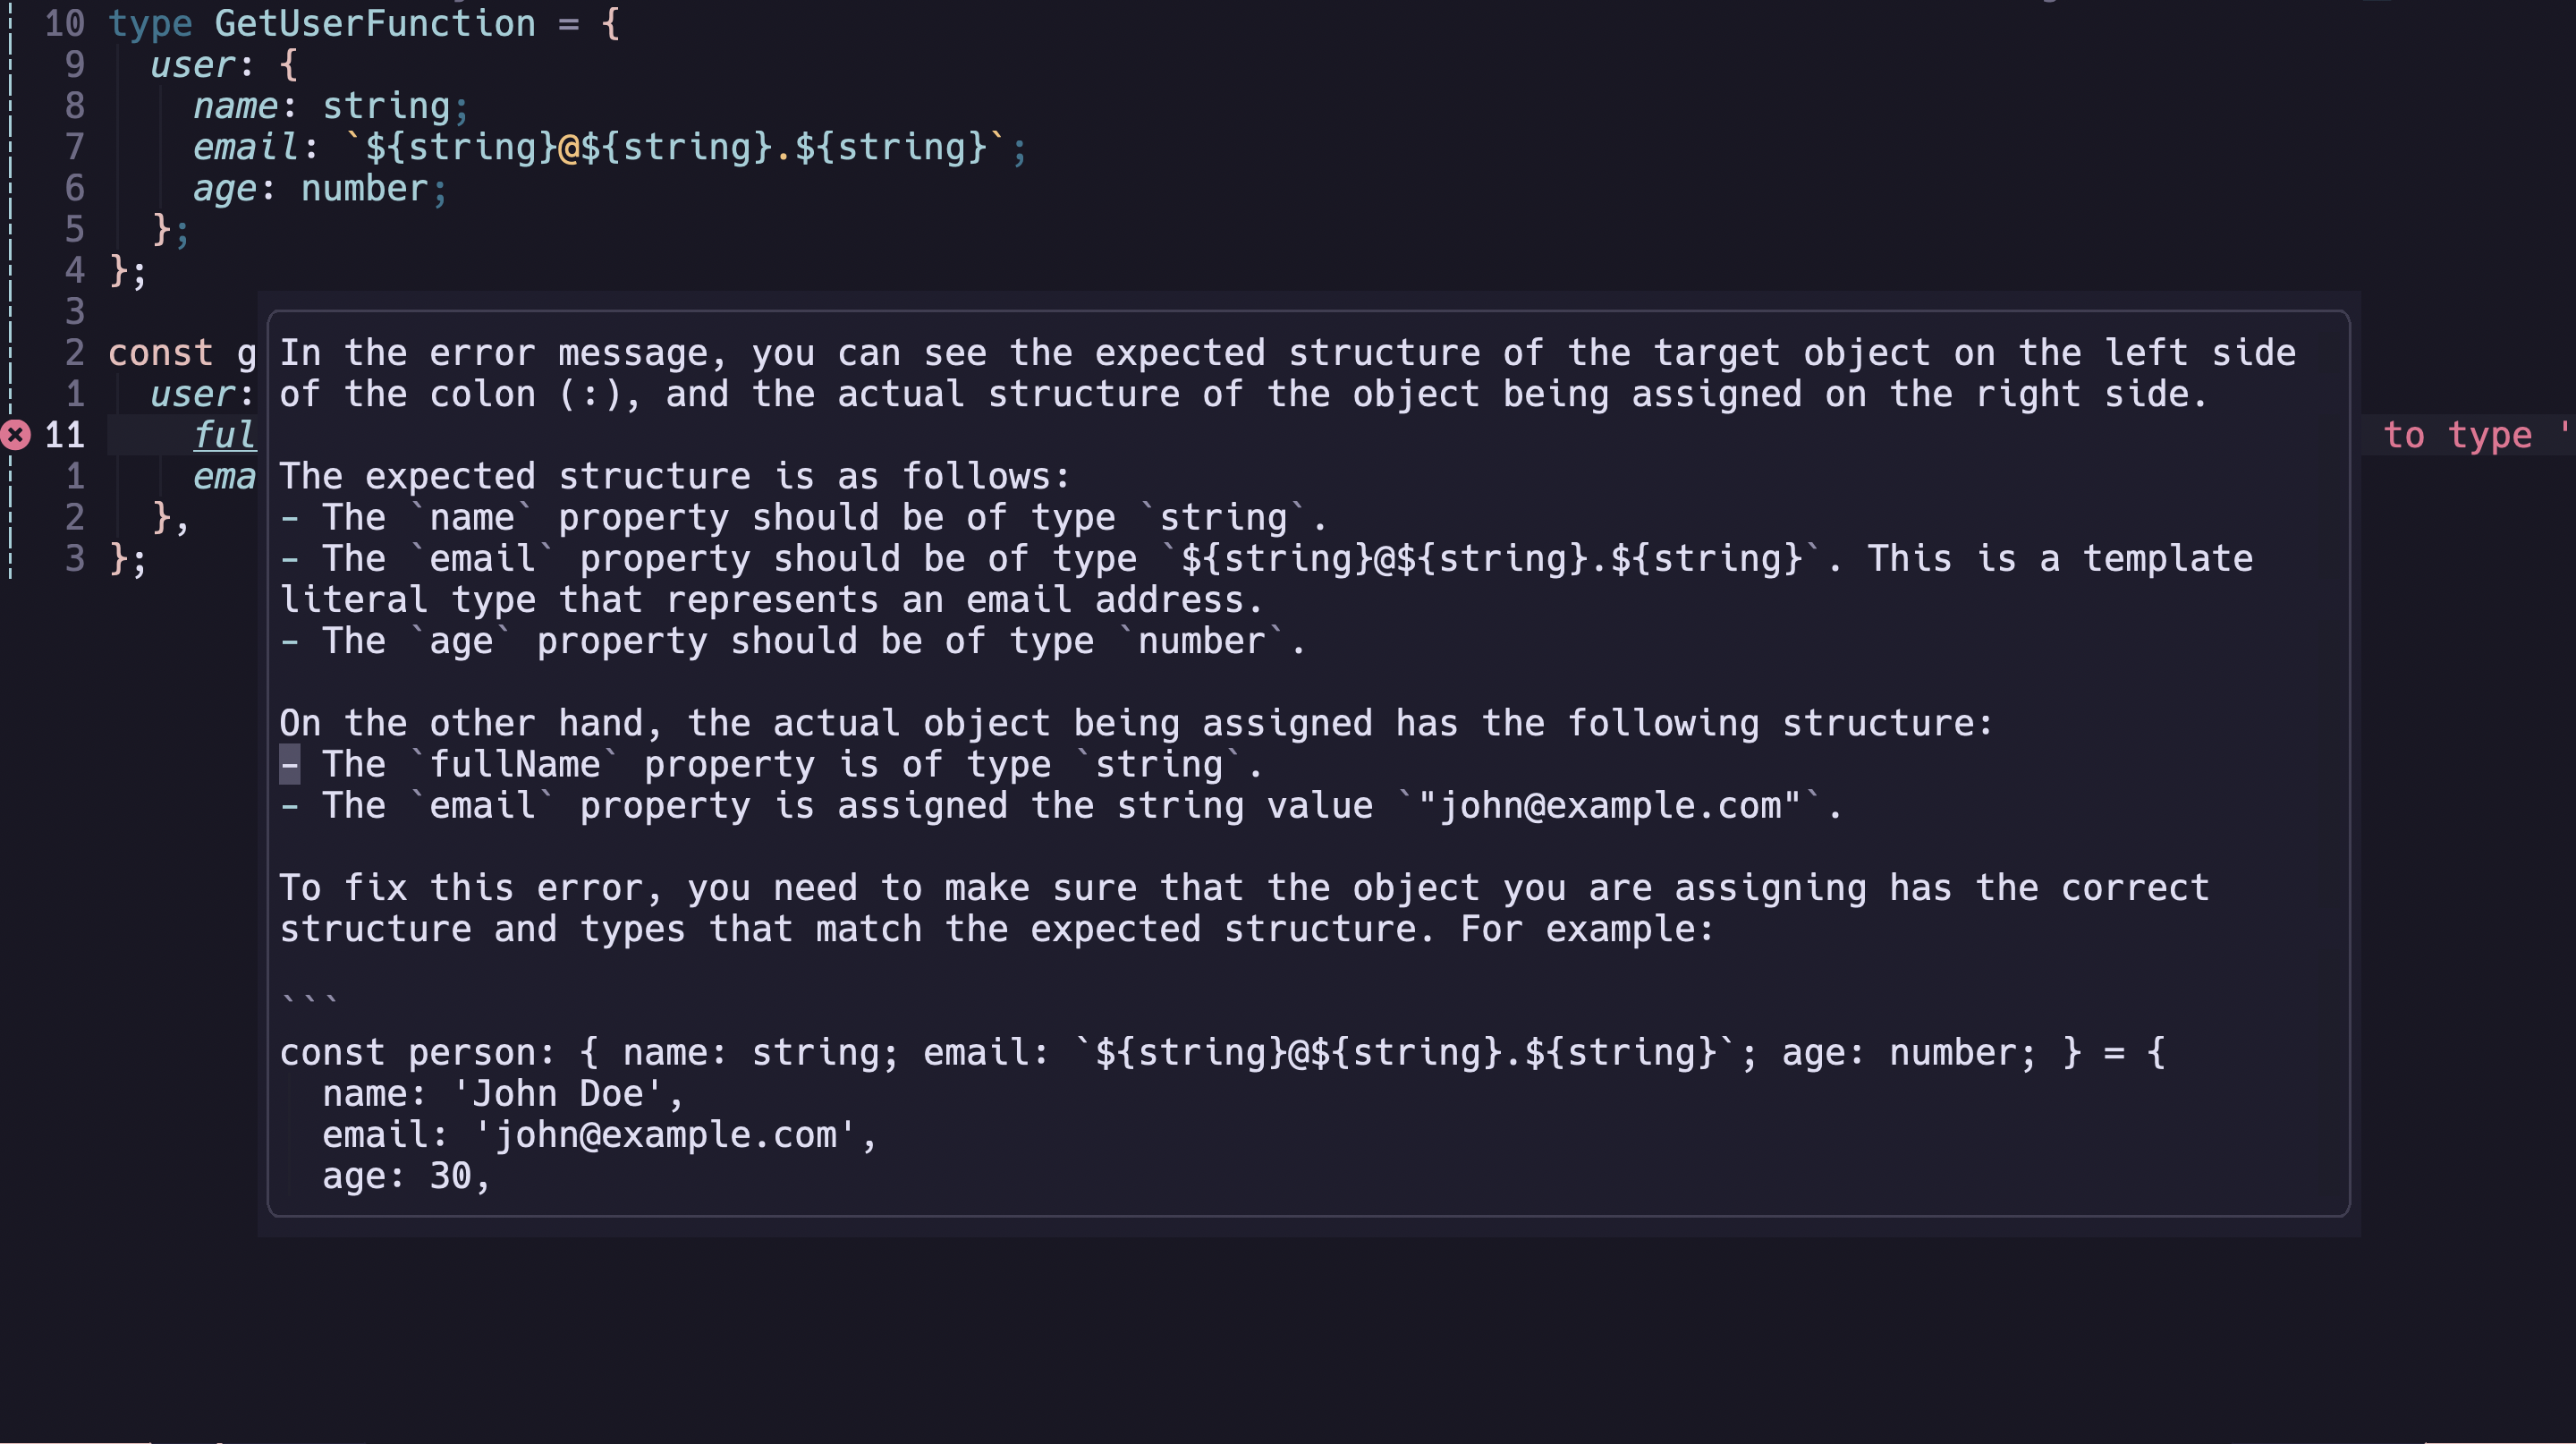 10 type GetUserFunction = {
9 user: {
8 name: string;
7 email: `${string}@${string}.${string}`;
6 age: number;
5 };
4 };
3
2 const g
1 user:
11 ful
1 ema
2 },
3 };
In the error message, you can see the expected structure of the target object on the left side
of the colon (:), and the actual structure of the object being assigned on the right side.
to type '
The expected structure is as follows:
- The `name` property should be of type `string`.
- The `email` property should be of type `${string}@${string}.${string}`. This is a template
literal type that represents an email address.
- The `age` property should be of type `number`.
On the other hand, the actual object being assigned has the following structure:
- The `fullName` property is of type `string`.
- The `email` property is assigned the string value `"john@example.com"`.
To fix this error, you need to make sure that the object you are assigning has the correct
structure and types that match the expected structure. For example:
```
const person: { name: string; email: `${string}@${string}.${string}`; age: number; } = {
name: 'John Doe',
email: 'john@example.com',
age: 30,